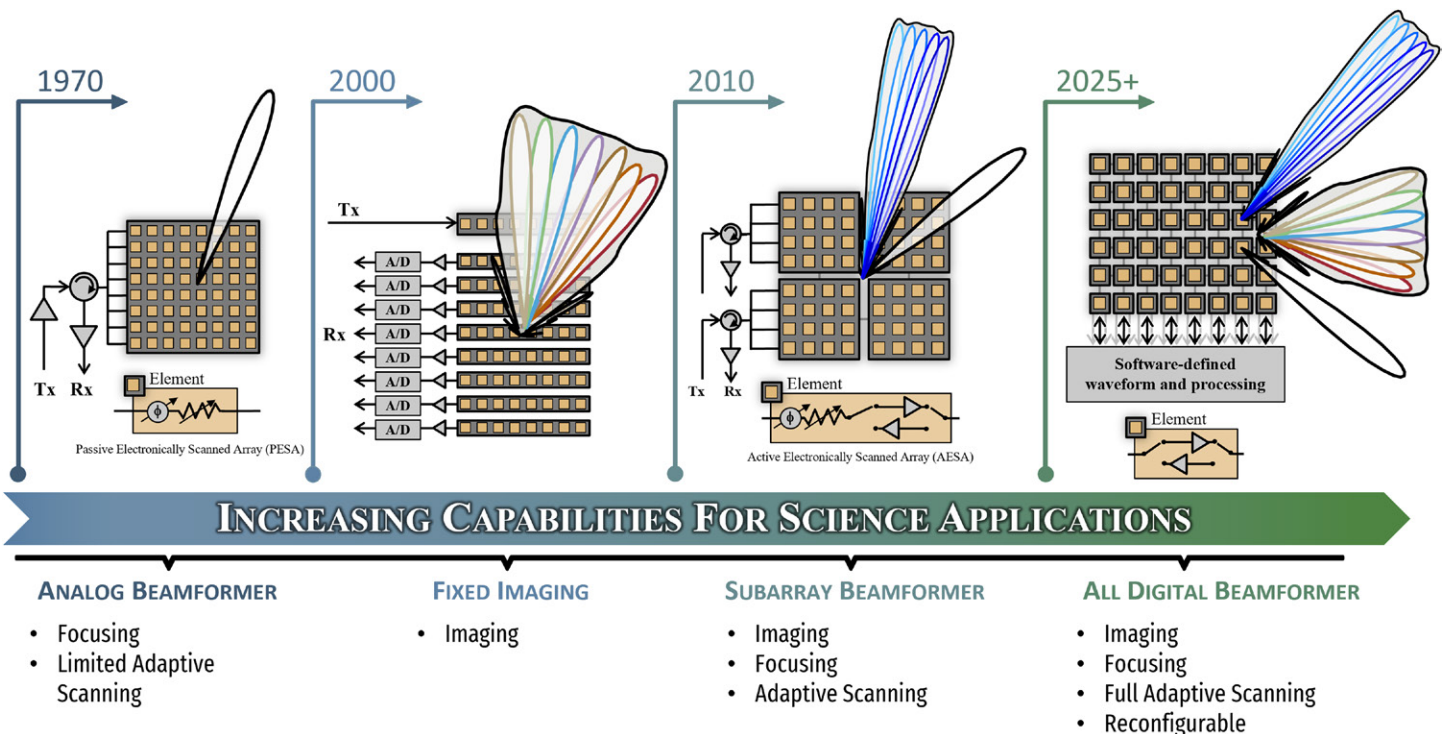 1970
2000
2010
2025+
Tx
Rx
Element
ϕ
Passive Electronically Scanned Array (PESA)
Tx
Rx
A/D
A/D
A/D
A/D
A/D
A/D
A/D
A/D
Tx
Rx
Element
ϕ
Active Electronically Scanned Array (AESA)
Software-defined
waveform and processing
Element
INCREASING CAPABILITIES FOR SCIENCE APPLICATIONS
ANALOG BEAMFORMER
• Focusing
• Limited Adaptive
Scanning
FIXED IMAGING
• Imaging
SUBARRAY BEAMFORMER
• Imaging
• Focusing
• Adaptive Scanning
ALL DIGITAL BEAMFORMER
• Imaging
• Focusing
• Full Adaptive Scanning
• Reconfigurable